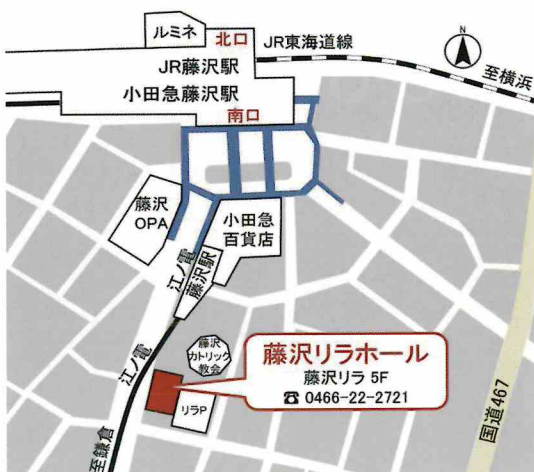 ルミネ
北口
JR東海道線
N
至横浜
JR藤沢駅
小田急藤沢駅
南口
藤沢
OPA
小田急
百貨店
江ノ電
藤沢駅
藤沢
カトリック
教会
江ノ電
至鎌倉
リラP
藤沢リラホール
藤沢リラ 5F
☎ 0466-22-2721
国道467